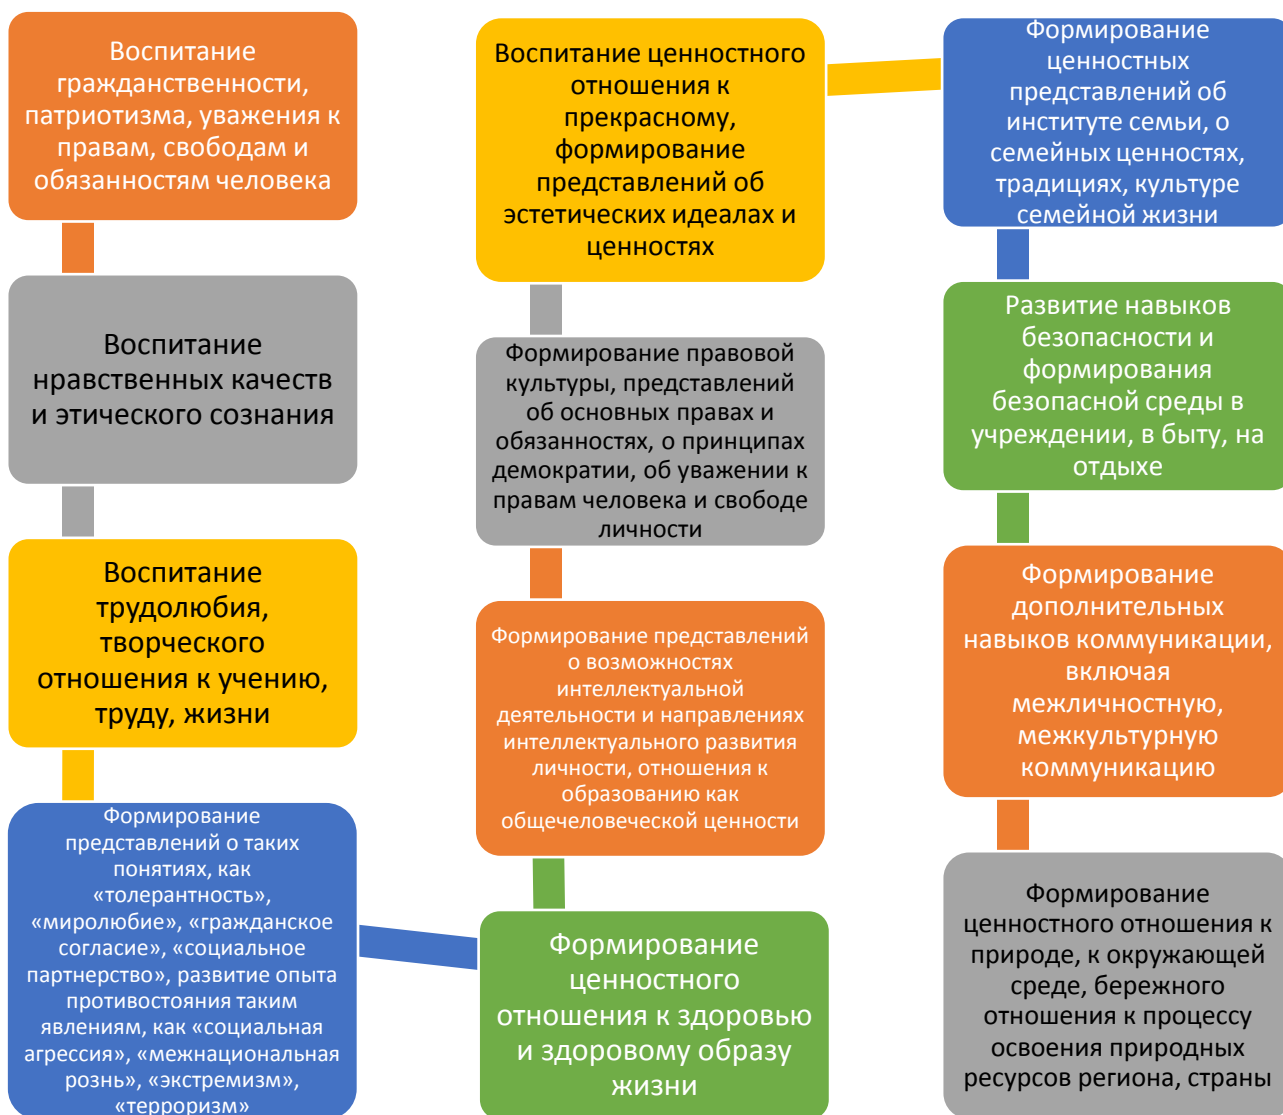 Воспитание
гражданственности,
патриотизма, уважения к
правам, свободам и
обязанностям человека
Воспитание
нравственных качеств
и этического сознания
Воспитание
трудолюбия,
творческого
отношения к учению,
труду, жизни
Формирование
представлений о таких
понятиях, как
«толерантность»,
«миролюбие», «гражданское
согласие», «социальное
партнерство», развитие опыта
противостояния таким
явлениям, как «социальная
агрессия», «межнациональная
рознь», «экстремизм»,
«терроризм»
Формирование
ценностного
отношения к здоровью
и здоровому образу
жизни
Формирование представлений
о возможностях
интеллектуальной
деятельности и направлениях
интеллектуального развития
личности, отношения к
образованию как
общечеловеческой ценности
Формирование правовой
культуры, представлений
об основных правах и
обязанностях, о принципах
демократии, об уважении к
правам человека и свободе
личности
Воспитание ценностного
отношения к
прекрасному,
формирование
представлений об
эстетических идеалах и
ценностях
Формирование
ценностных
представлений об
институте семьи, о
семейных ценностях,
традициях, культуре
семейной жизни
Развитие навыков
безопасности и
формирования
безопасной среды в
учреждении, в быту, на
отдыхе
Формирование
дополнительных
навыков коммуникации,
включая
межличностную,
межкультурную
коммуникацию
Формирование
ценностного отношения к
природе, к окружающей
среде, бережного
отношения к процессу
освоения природных
ресурсов региона, страны